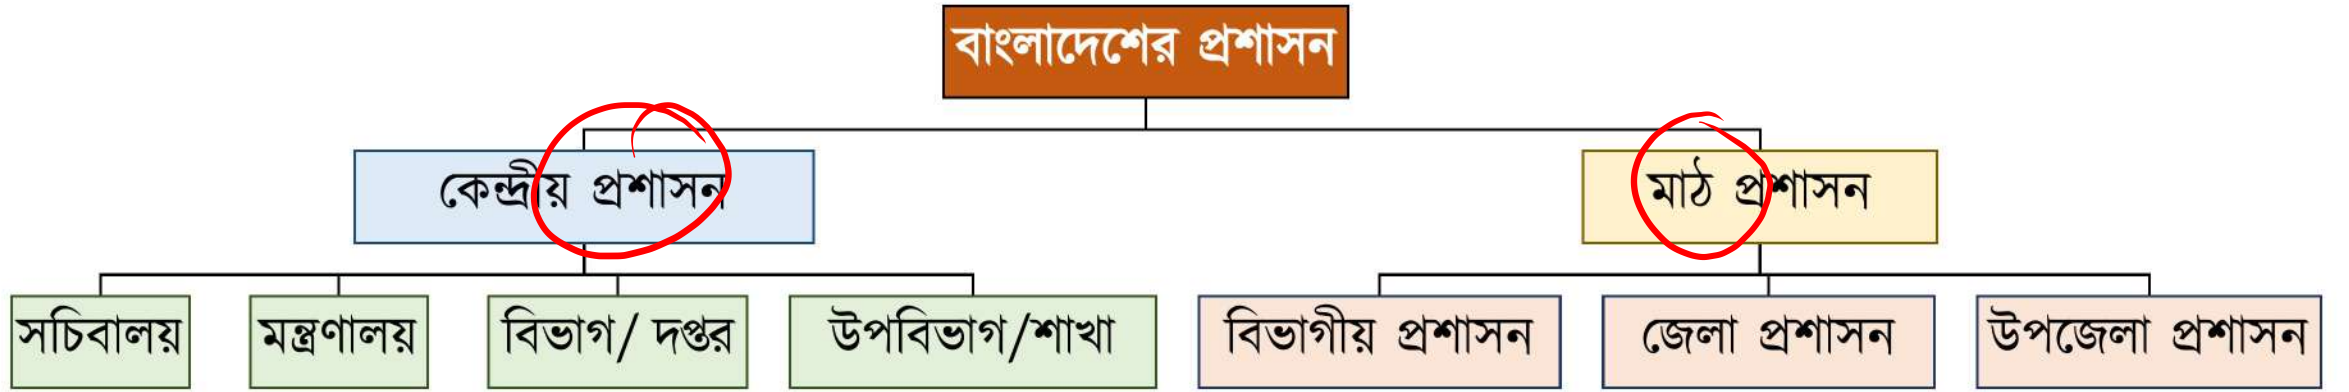 বাংলাদেশের প্রশাসন
কেন্দ্রীয় প্রশাসন
মাঠ প্রশাসন
সচিবালয়
মন্ত্রণালয়
বিভাগ/ দপ্তর
উপবিভাগ/শাখা
বিভাগীয় প্রশাসন
জেলা প্রশাসন
উপজেলা প্রশাসন